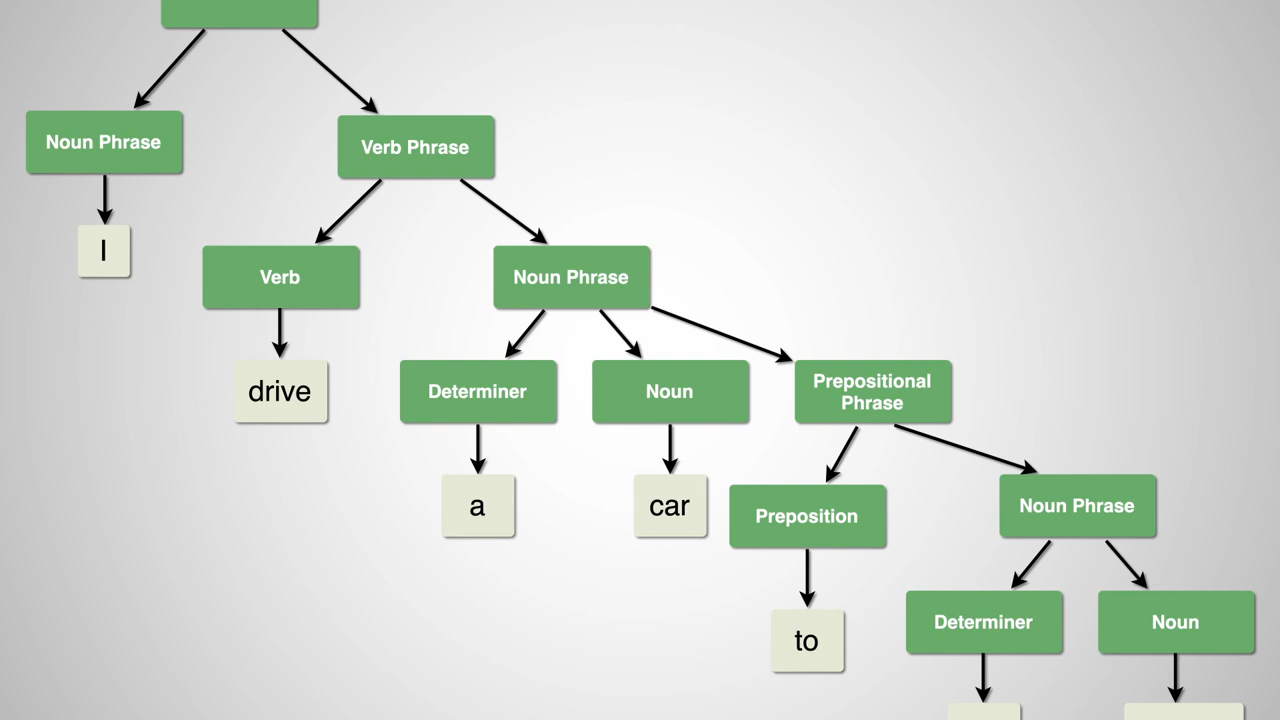 Noun Phrase
Verb Phrase
I
Verb
Noun Phrase
drive
Determiner
Noun
Prepositional
Phrase
a
car
Preposition
Noun Phrase
to
Determiner
Noun